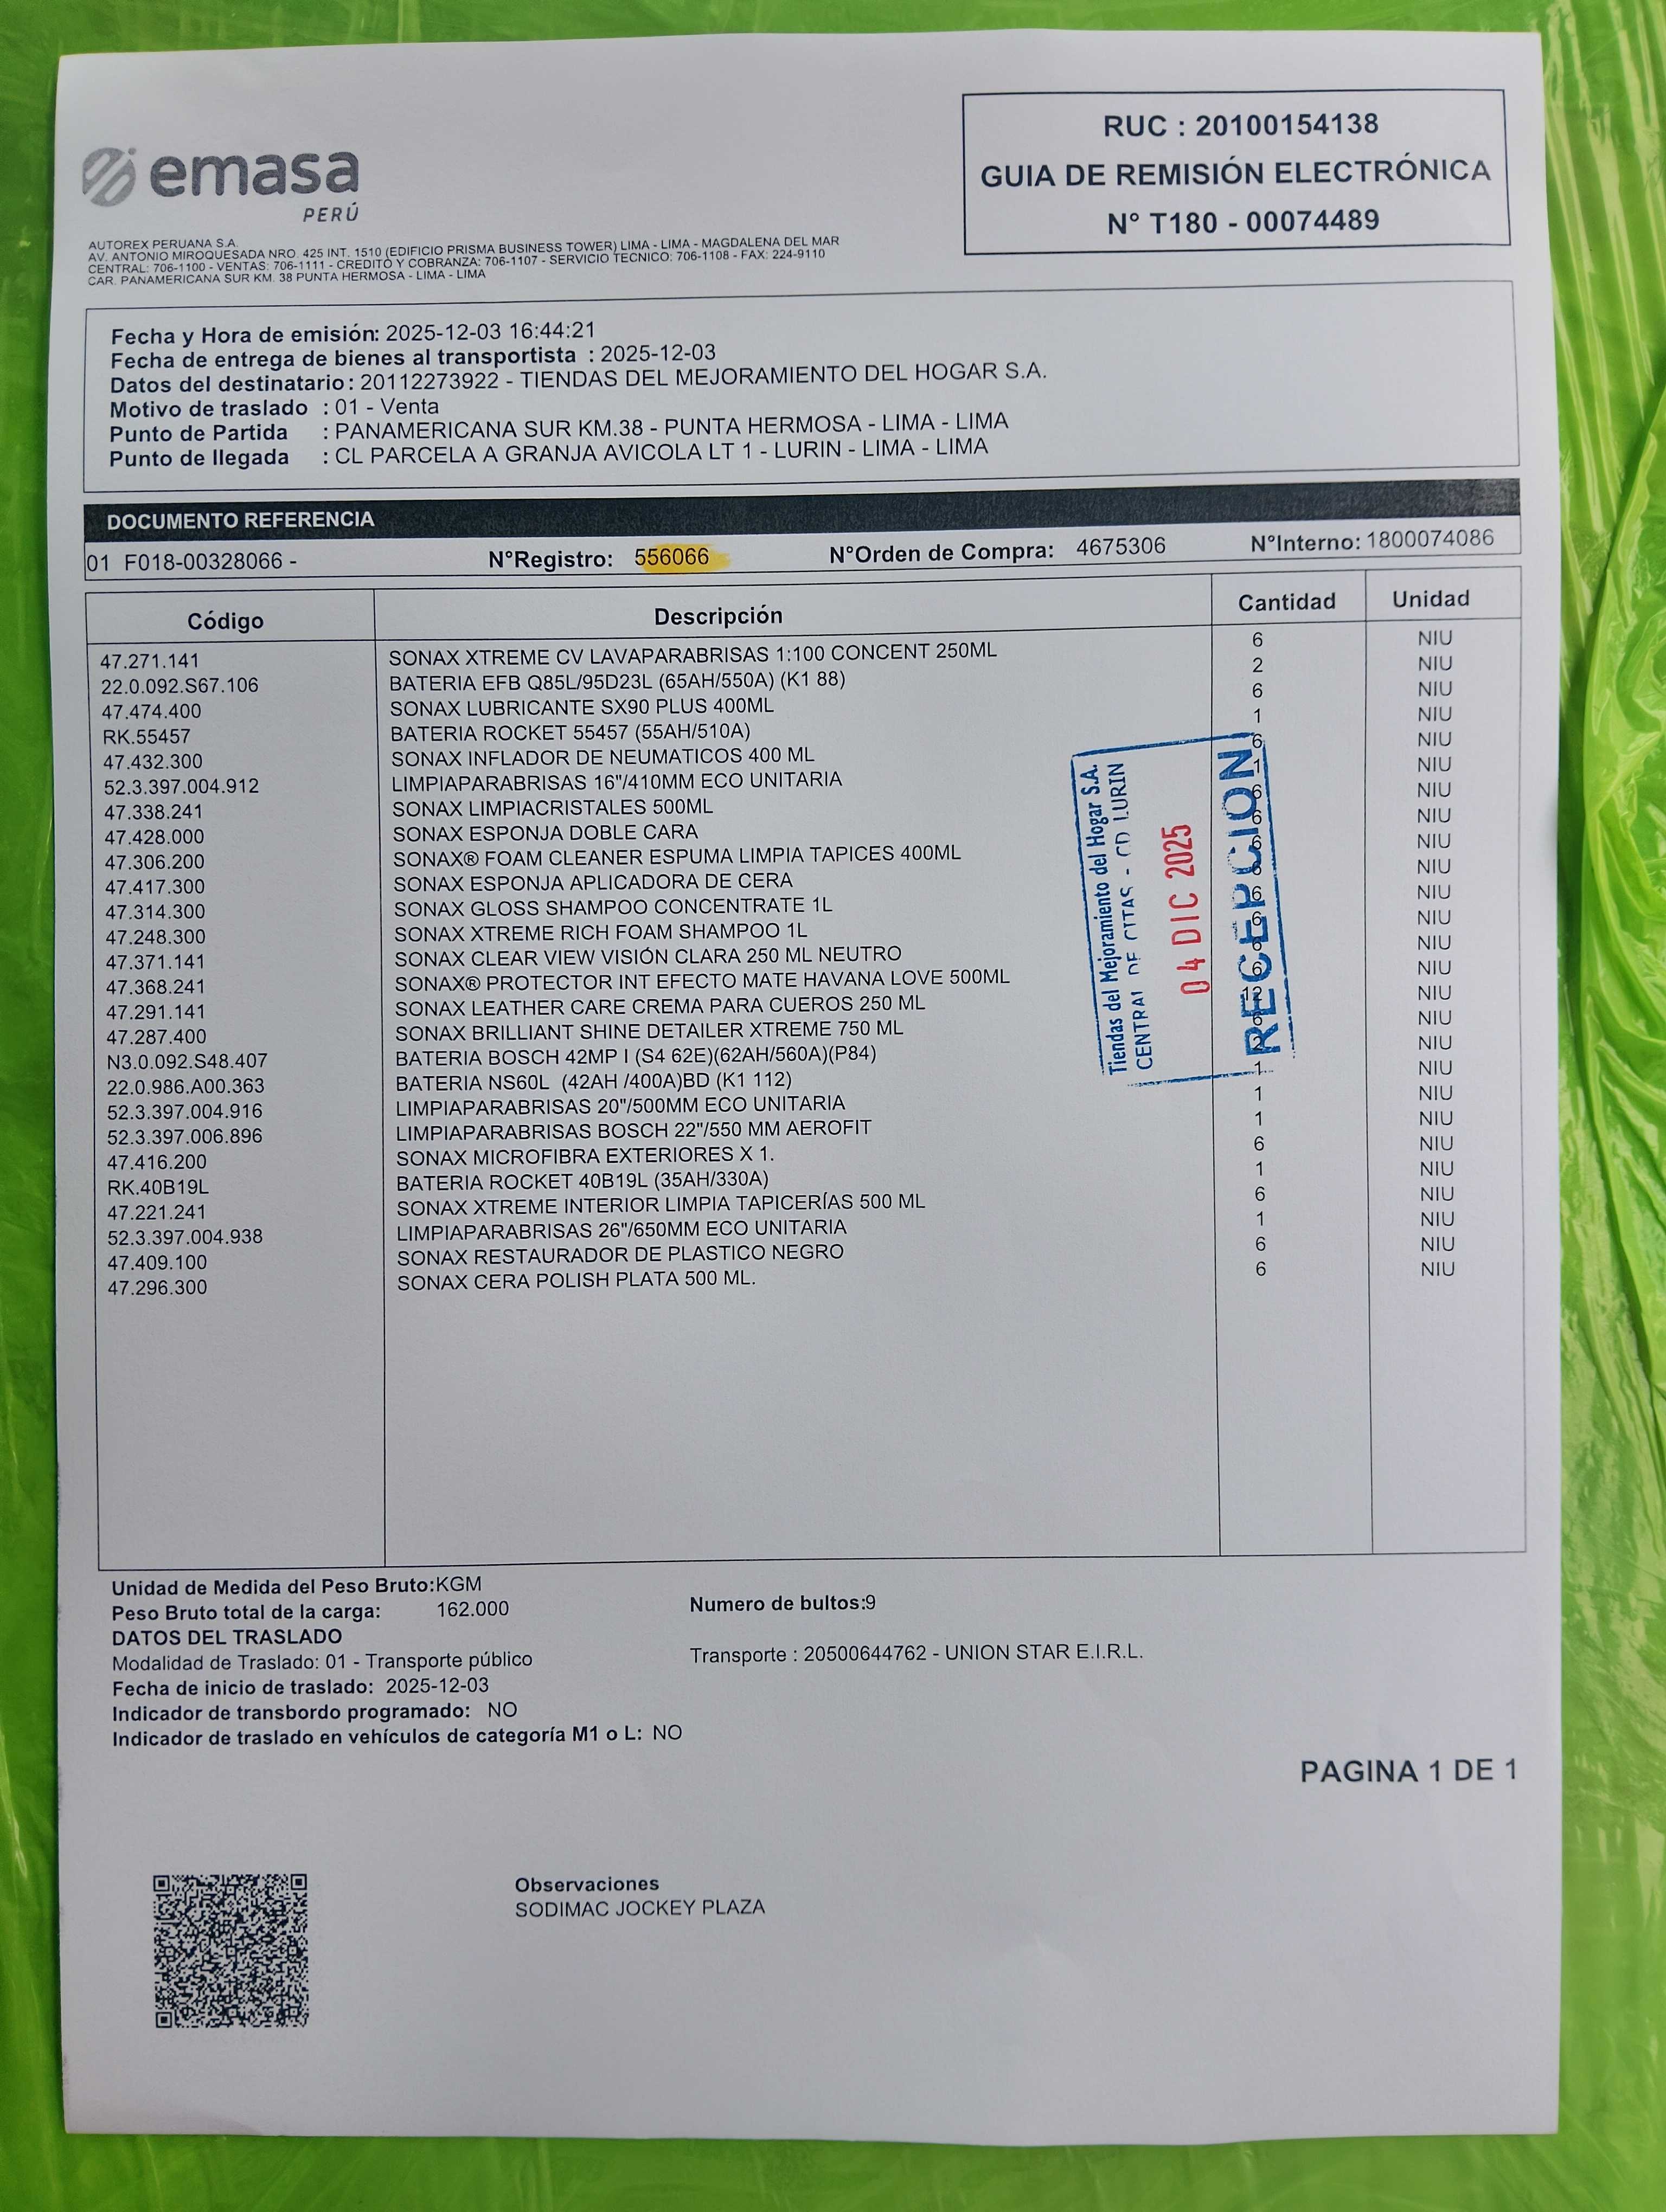 emasa
PERÚ
RUC : 20100154138
GUIA DE REMISIÓN ELECTRÓNICA
N° T180 - 00074489
AUTOREX PERUANA S.A.
AV. ANTONIO MIROQUESADA NRO. 425 INT. 1510 (EDIFICIO PRISMA BUSINESS TOWER) LIMA - LIMA - MAGDALENA DEL MAR
CENTRAL: 706-1100 - VENTAS: 706-1111 - CREDITO Y COBRANZA: 706-1107 - SERVICIO TECNICO: 706-1108 - FAX: 224-9110
CAR. PANAMERICANA SUR KM. 38 PUNTA HERMOSA - LIMA - LIMA
Fecha y Hora de emisión: 2025-12-03 16:44:21
Fecha de entrega de bienes al transportista : 2025-12-03
Datos del destinatario: 20112273922 - TIENDAS DEL MEJORAMIENTO DEL HOGAR S.A.
Motivo de traslado : 01 - Venta
Punto de Partida : PANAMERICANA SUR KM.38 - PUNTA HERMOSA - LIMA - LIMA
Punto de llegada : CL PARCELA A GRANJA AVICOLA LT 1 - LURIN - LIMA - LIMA
DOCUMENTO REFERENCIA
01 F018-00328066 - N°Registro: 556066 N°Orden de Compra: 4675306 N°Interno: 1800074086
Código Descripción Cantidad Unidad
47.271.141 SONAX XTREME CV LAVAPARABRISAS 1:100 CONCENT 250ML 6 NIU
22.0.092.S67.106 BATERIA EFB Q85L/95D23L (65AH/550A) (K1 88) 2 NIU
47.474.400 SONAX LUBRICANTE SX90 PLUS 400ML 6 NIU
RK.55457 BATERIA ROCKET 55457 (55AH/510A) 1 NIU
47.432.300 SONAX INFLADOR DE NEUMATICOS 400 ML 6 NIU
52.3.397.004.912 LIMPIAPARABRISAS 16"/410MM ECO UNITARIA 1 NIU
47.338.241 SONAX LIMPIACRISTALES 500ML 6 NIU
47.428.000 SONAX ESPONJA DOBLE CARA 6 NIU
47.306.200 SONAX® FOAM CLEANER ESPUMA LIMPIA TAPICES 400ML 6 NIU
47.417.300 SONAX ESPONJA APLICADORA DE CERA 6 NIU
47.314.300 SONAX GLOSS SHAMPOO CONCENTRATE 1L 6 NIU
47.248.300 SONAX XTREME RICH FOAM SHAMPOO 1L 6 NIU
47.371.141 SONAX CLEAR VIEW VISIÓN CLARA 250 ML NEUTRO 6 NIU
47.368.241 SONAX® PROTECTOR INT EFECTO MATE HAVANA LOVE 500ML 6 NIU
47.291.141 SONAX LEATHER CARE CREMA PARA CUEROS 250 ML 12 NIU
47.287.400 SONAX BRILLIANT SHINE DETAILER XTREME 750 ML 6 NIU
N3.0.092.S48.407 BATERIA BOSCH 42MP I (S4 62E)(62AH/560A)(P84) 2 NIU
22.0.986.A00.363 BATERIA NS60L (42AH /400A)BD (K1 112) 1 NIU
52.3.397.004.916 LIMPIAPARABRISAS 20"/500MM ECO UNITARIA 1 NIU
52.3.397.006.896 LIMPIAPARABRISAS BOSCH 22"/550 MM AEROFIT 1 NIU
47.416.200 SONAX MICROFIBRA EXTERIORES X 1. 6 NIU
RK.40B19L BATERIA ROCKET 40B19L (35AH/330A) 1 NIU
47.221.241 SONAX XTREME INTERIOR LIMPIA TAPICERÍAS 500 ML 6 NIU
52.3.397.004.938 LIMPIAPARABRISAS 26"/650MM ECO UNITARIA 1 NIU
47.409.100 SONAX RESTAURADOR DE PLASTICO NEGRO 6 NIU
47.296.300 SONAX CERA POLISH PLATA 500 ML. 6 NIU
Tiendas del Mejoramiento del Hogar S.A.
CENTRAL DE CITAS - CD LURIN
04 DIC 2025
RECEPCION
Unidad de Medida del Peso Bruto:KGM
Peso Bruto total de la carga: 162.000 Numero de bultos:9
DATOS DEL TRASLADO
Modalidad de Traslado: 01 - Transporte público Transporte : 20500644762 - UNION STAR E.I.R.L.
Fecha de inicio de traslado: 2025-12-03
Indicador de transbordo programado: NO
Indicador de traslado en vehículos de categoría M1 o L: NO
PAGINA 1 DE 1
Observaciones
SODIMAC JOCKEY PLAZA